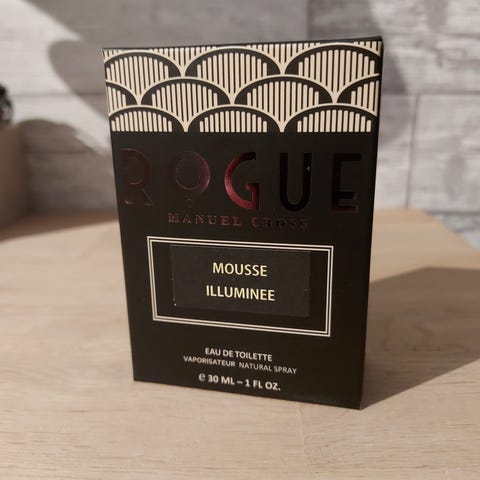 ROGUE
MANUEL CROSS
MOUSSE
ILLUMINEE
EAU DE TOILETTE
VAPORISATEUR NATURAL SPRAY
℮ 30 ML – 1 FL OZ.